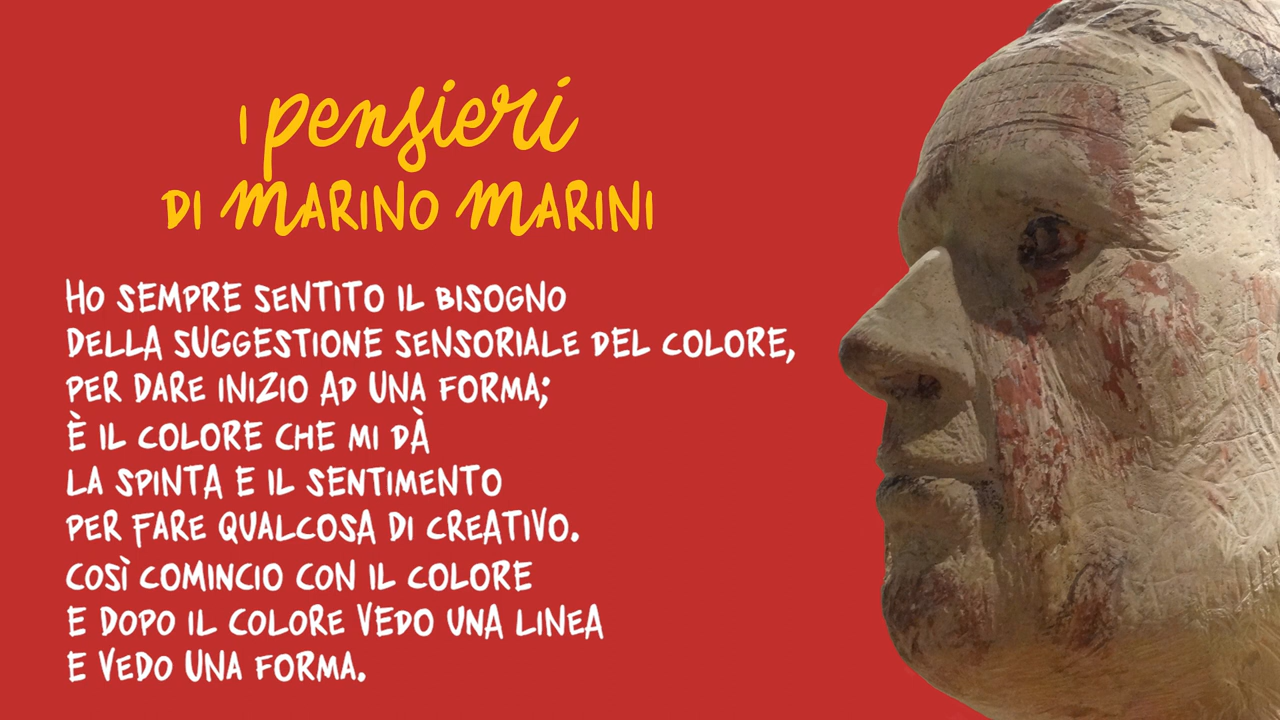 I pensieri
DI MARINO MARINI
HO SEMPRE SENTITO IL BISOGNO
DELLA SUGGESTIONE SENSORIALE DEL COLORE,
PER DARE INIZIO AD UNA FORMA;
È IL COLORE CHE MI DÀ
LA SPINTA E IL SENTIMENTO
PER FARE QUALCOSA DI CREATIVO.
COSÌ COMINCIO CON IL COLORE
E DOPO IL COLORE VEDO UNA LINEA
E VEDO UNA FORMA.